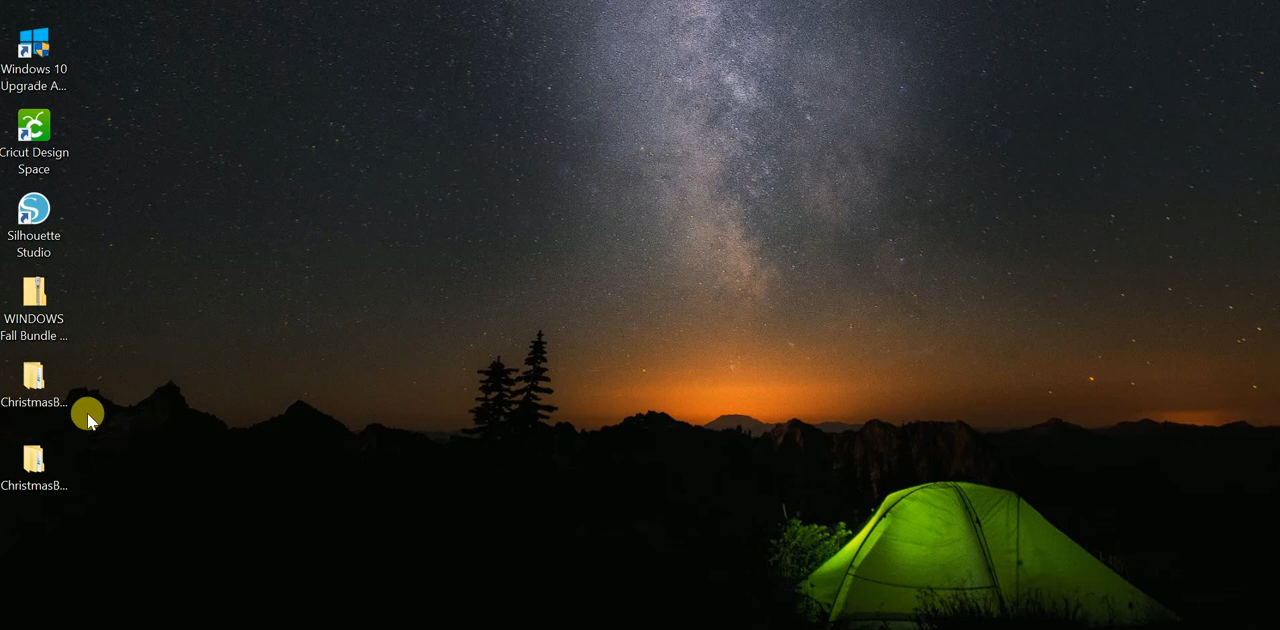 Windows 10
Upgrade A...
Cricut Design
Space
Silhouette
Studio
WINDOWS
Fall Bundle ...
ChristmasB...
ChristmasB...